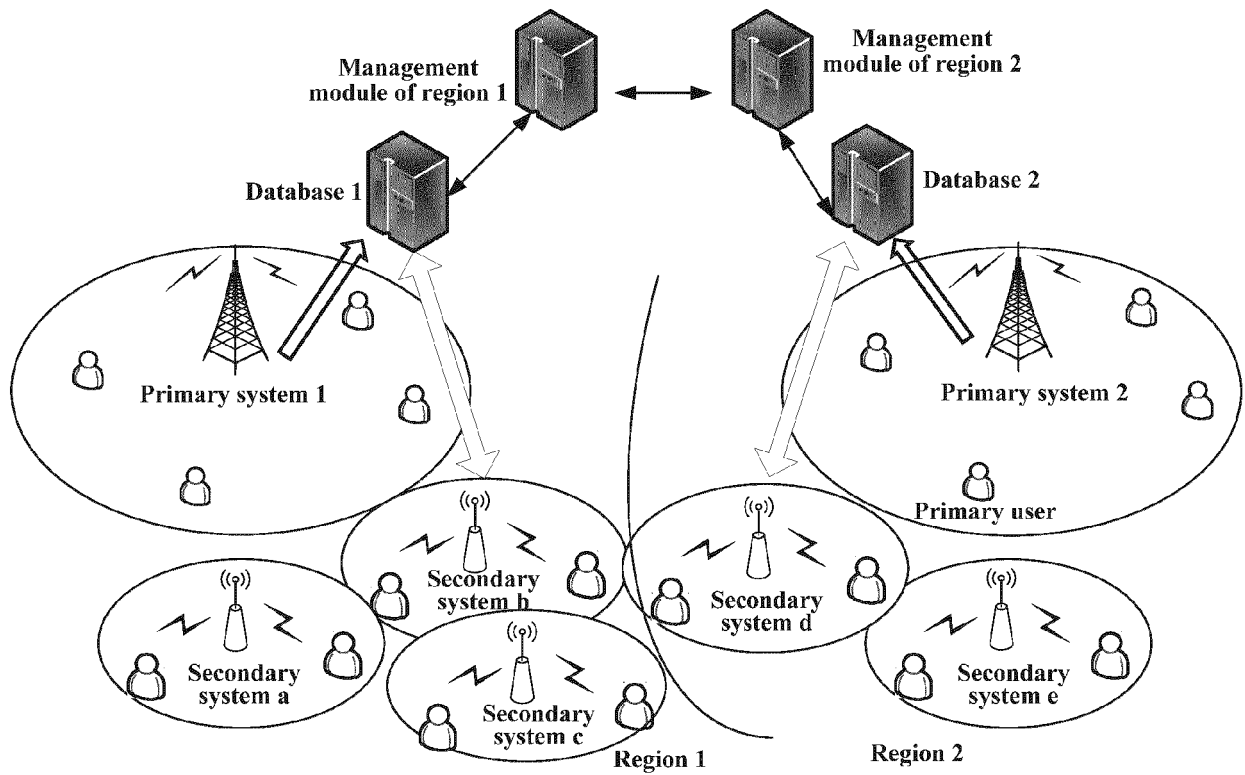 Management
module of region 1
Management
module of region 2
Database 1
Database 2
Primary system 1
Primary system 2
Primary user
Secondary
system b
Secondary
system d
Secondary
system a
Secondary
system e
Secondary
system c
Region 1
Region 2